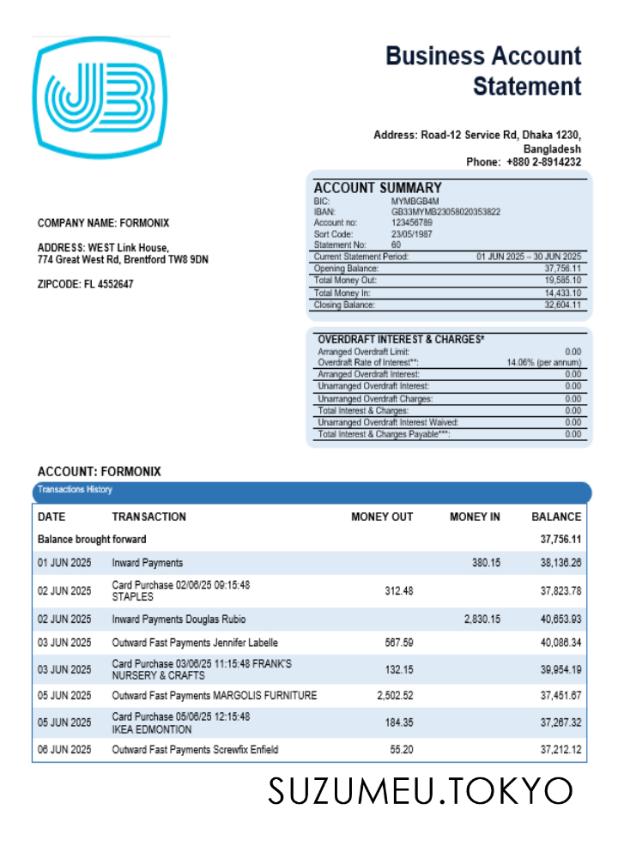 JB
Business Account
Statement
Address: Road-12 Service Rd, Dhaka 1230,
Bangladesh
Phone: +880 2-8914232
COMPANY NAME: FORMONIX
ADDRESS: WEST Link House,
774 Great West Rd, Brentford TW8 9DN
ZIPCODE: FL 4552647
ACCOUNT SUMMARY
BIC: MYMBGB4M
IBAN: GB33MYMB23058020353822
Account no: 123456789
Sort Code: 23/05/1987
Statement No: 60
Current Statement Period: 01 JUN 2025 – 30 JUN 2025
Opening Balance: 37,756.11
Total Money Out: 19,585.10
Total Money In: 14,433.10
Closing Balance: 32,604.11
OVERDRAFT INTEREST & CHARGES*
Arranged Overdraft Limit: 0.00
Overdraft Rate of Interest**: 14.06% (per annum)
Arranged Overdraft Interest: 0.00
Unarranged Overdraft Interest: 0.00
Unarranged Overdraft Charges: 0.00
Total Interest & Charges: 0.00
Unarranged Overdraft Interest Waived: 0.00
Total Interest & Charges Payable***: 0.00
ACCOUNT: FORMONIX
Transactions History
DATE TRANSACTION MONEY OUT MONEY IN BALANCE
Balance brought forward 37,756.11
01 JUN 2025 Inward Payments 380.15 38,136.26
02 JUN 2025 Card Purchase 02/06/25 09:15:48 312.48 37,823.78
STAPLES
02 JUN 2025 Inward Payments Douglas Rubio 2,830.15 40,653.93
03 JUN 2025 Outward Fast Payments Jennifer Labelle 567.59 40,086.34
03 JUN 2025 Card Purchase 03/06/25 11:15:48 FRANK'S 132.15 39,954.19
NURSERY & CRAFTS
05 JUN 2025 Outward Fast Payments MARGOLIS FURNITURE 2,502.52 37,451.67
05 JUN 2025 Card Purchase 05/06/25 12:15:48 184.35 37,267.32
IKEA EDMONTION
06 JUN 2025 Outward Fast Payments Screwfix Enfield 55.20 37,212.12
SUZUMEU.TOKYO